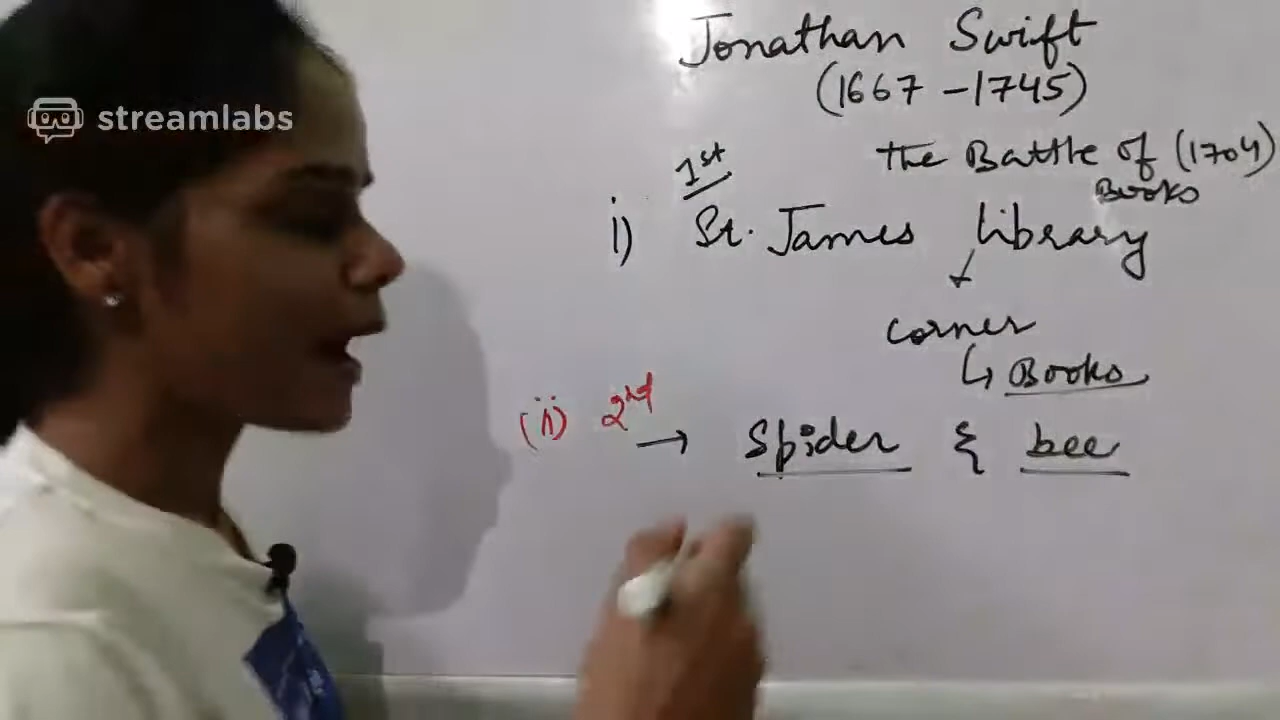 streamlabs
Jonathan Swift
(1667-1745)
the Battle of (1704)
Books
1st
i) St. James library
corner
↳ Books
(ii) 2nd
→ Spider & bee